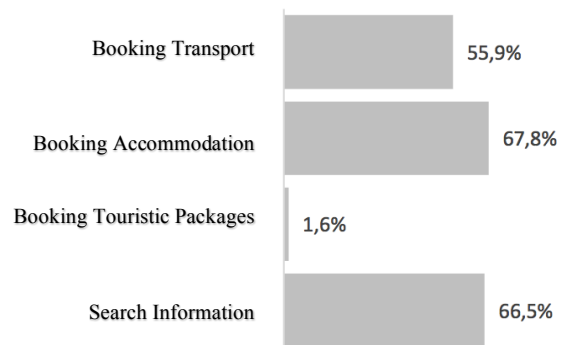 Booking Transport
55,9%
Booking Accommodation
67,8%
Booking Touristic Packages
1,6%
Search Information
66,5%